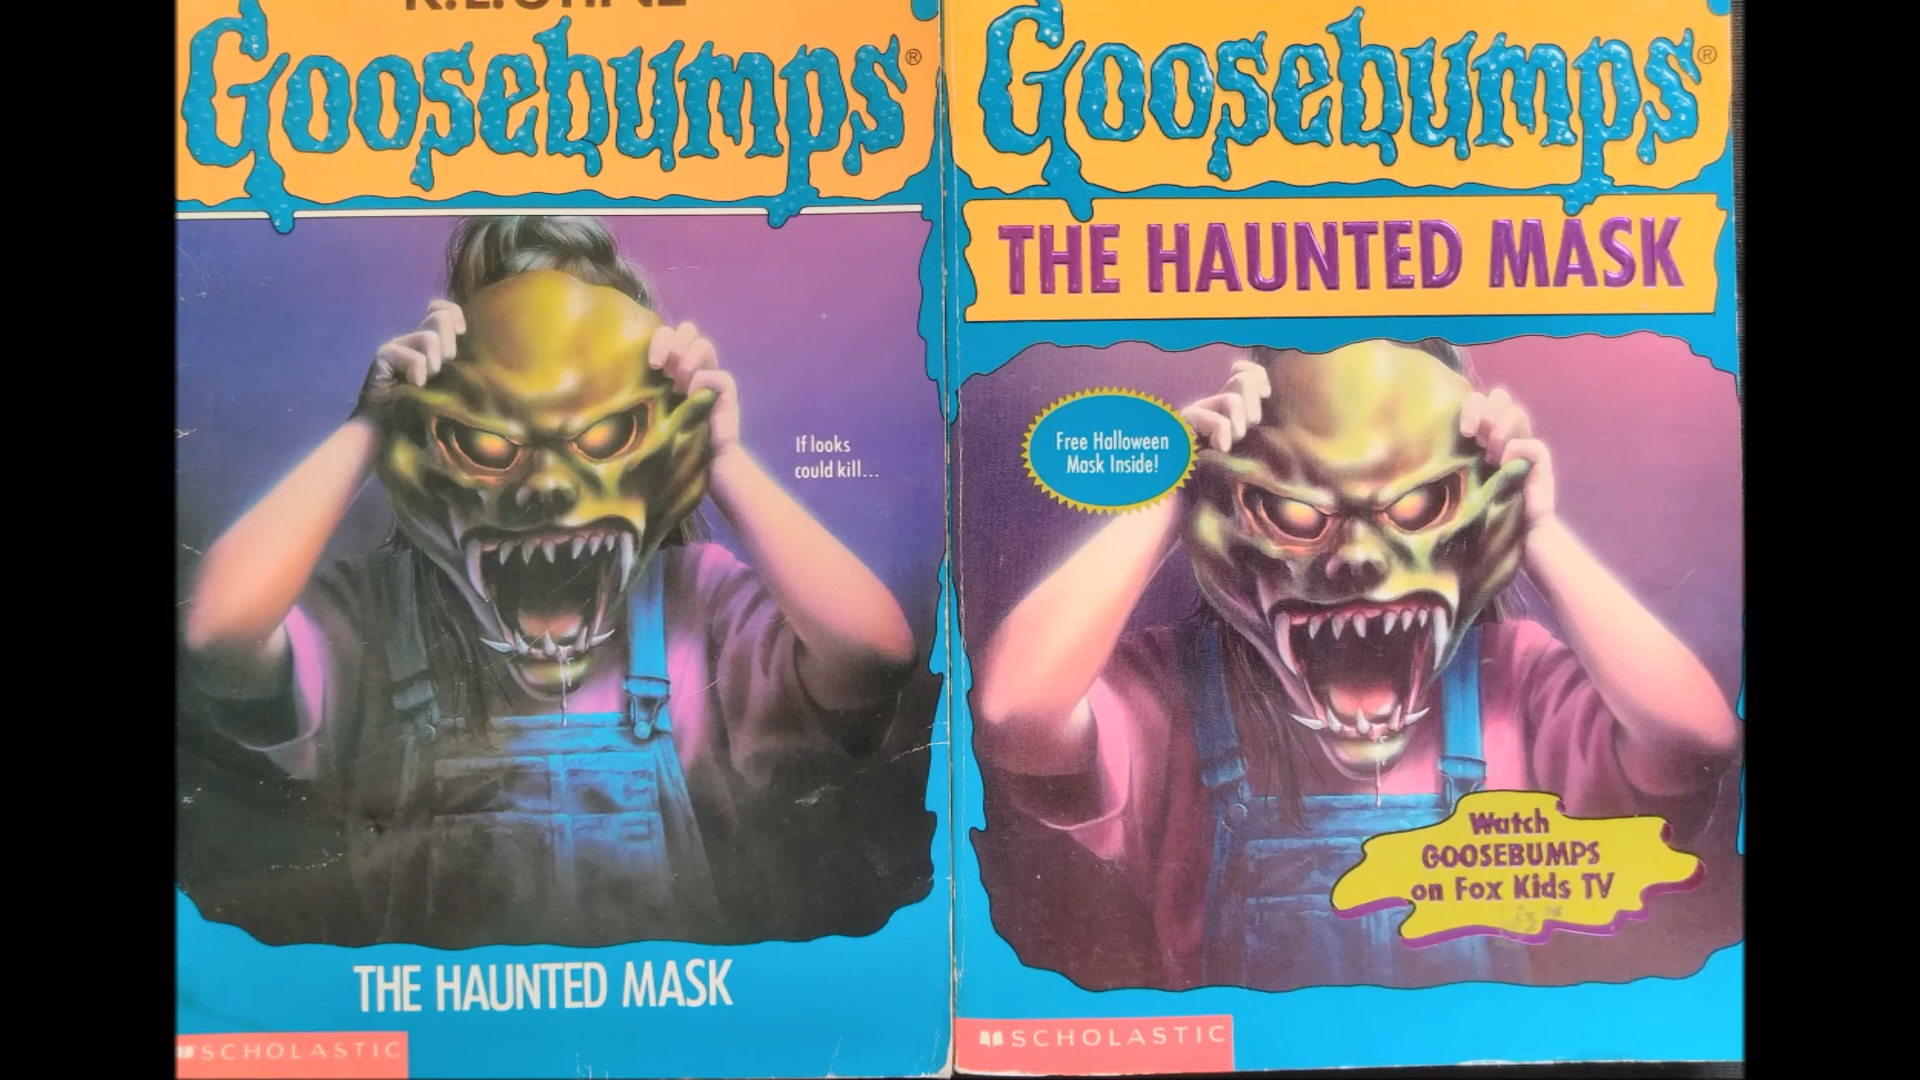 R.L. STINE
Goosebumps®
If looks
could kill...
THE HAUNTED MASK
SCHOLASTIC
Goosebumps®
THE HAUNTED MASK
Free Halloween
Mask Inside!
Watch
GOOSEBUMPS
on Fox Kids TV
SCHOLASTIC